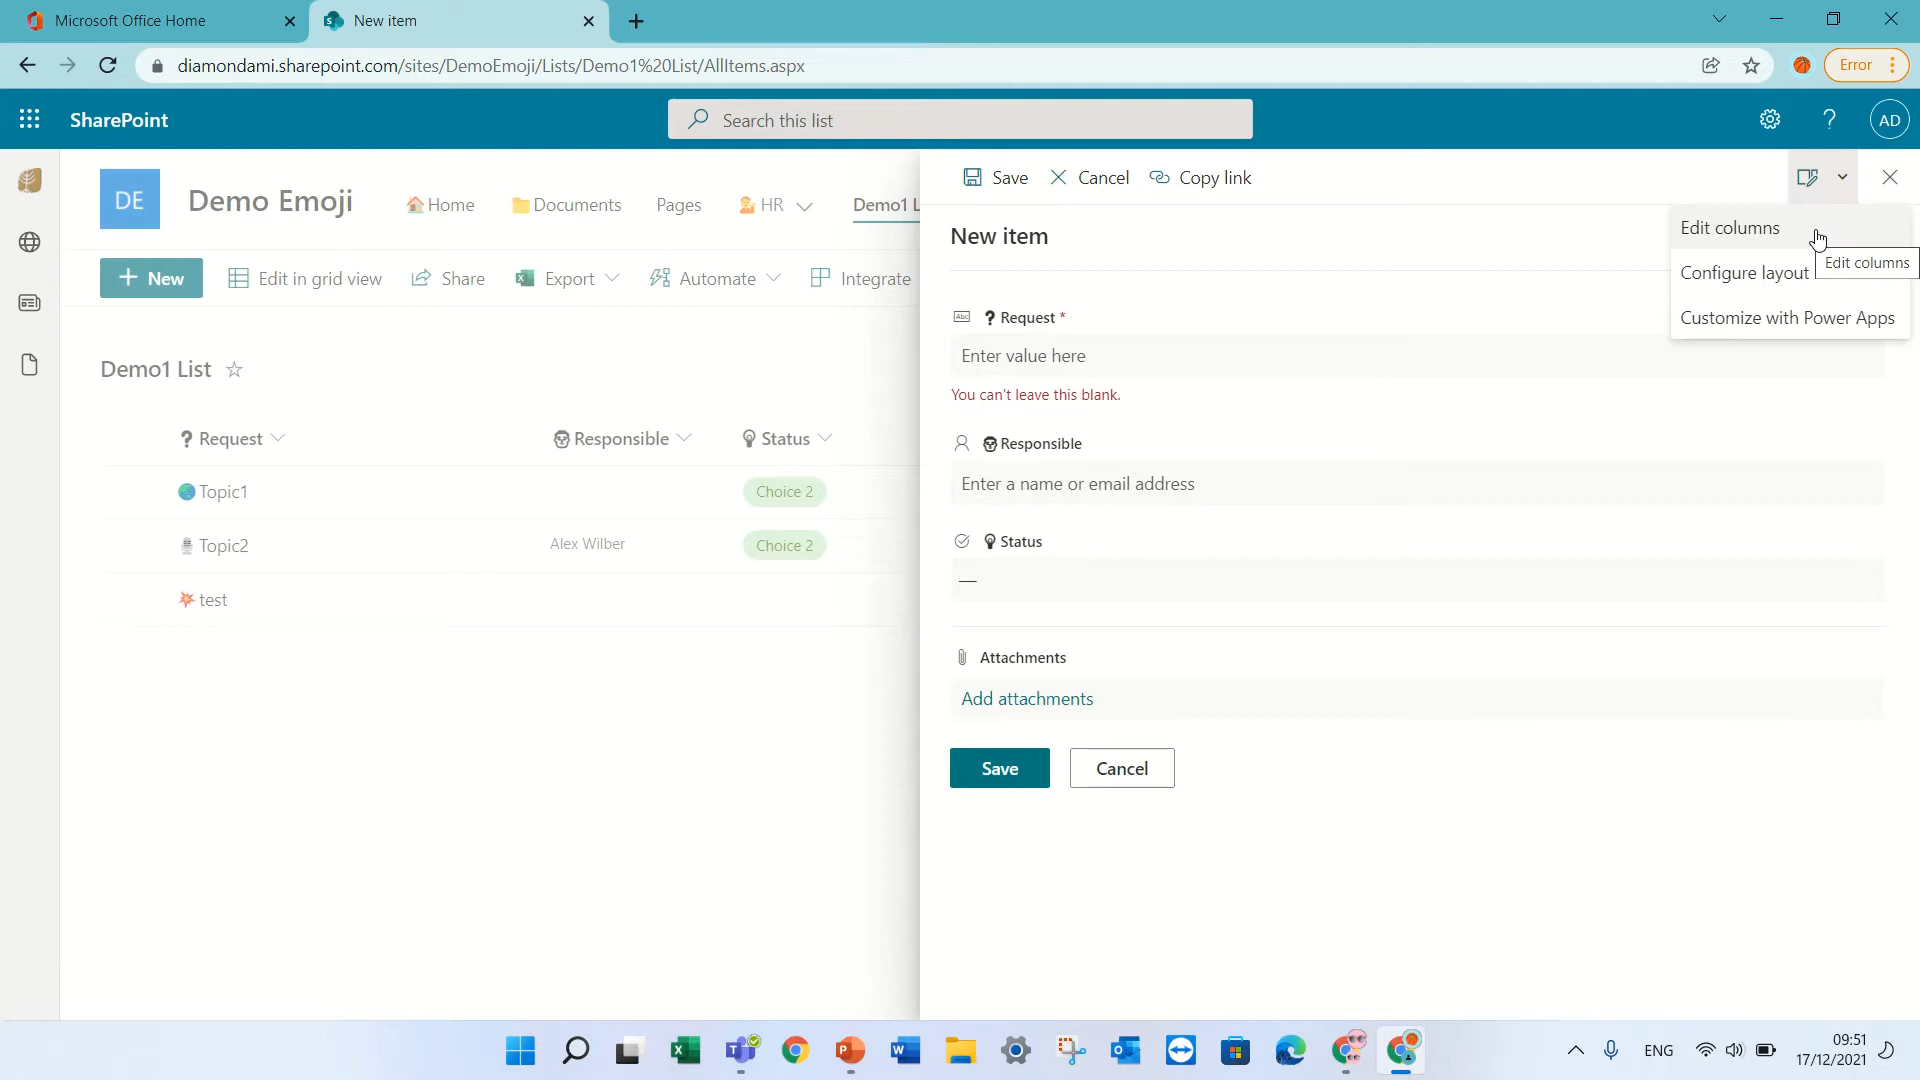 Microsoft Office Home
New item
diamondami.sharepoint.com/sites/DemoEmoji/Lists/Demo1%20List/AllItems.aspx
Error
SharePoint
Search this list
AD
DE
Demo Emoji
Home
Documents
Pages
HR
Demo1 L
New
Edit in grid view
Share
Export
Automate
Integrate
Demo1 List
Request
Responsible
Status
Topic1
Choice 2
Topic2
Alex Wilber
Choice 2
test
Save
Cancel
Copy link
Edit columns
Edit columns
Configure layout
Customize with Power Apps
New item
Abc
Request *
Enter value here
You can't leave this blank.
Responsible
Enter a name or email address
Status
—
Attachments
Add attachments
Save
Cancel
ENG
09:51
17/12/2021